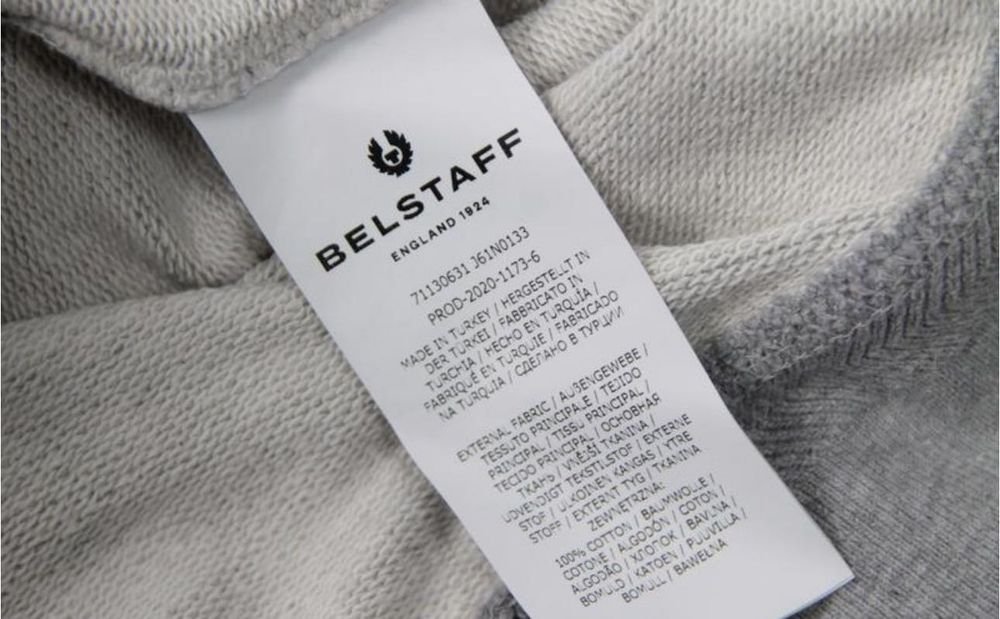 BELSTAFF
ENGLAND 1924
71130631 J61N0133
PROD-2020-1173-6
MADE IN TURKEY / HERGESTELLT IN
DER TÜRKEI / FABBRICATO IN
TURCHIA / HECHO EN TURQUÍA /
FABRIQUÉ EN TURQUIE / FABRICADO
NA TURQUIA / СДЕЛАНО В ТУРЦИИ
EXTERNAL FABRIC / AUßENGEWEBE /
TESSUTO PRINCIPALE / TEJIDO
PRINCIPAL / TISSU PRINCIPAL /
TECIDO PRINCIPAL / ОСНОВНАЯ
ТКАНЬ / VNĚJŠÍ TKANINA /
UDVENDIGT TEKSTILSTOF / EXTERNE
STOF / ULKOINEN KANGAS / YTRE
STOFF / EXTERNT TYG / TKANINA
ZEWNĘTRZNA:
100% COTTON / BAUMWOLLE /
COTONE / ALGODÓN / COTON /
ALGODÃO / ХЛОПОК / BAVLNA /
BOMULD / KATOEN / PUUVILLA /
BOMULL / BAWEŁNA